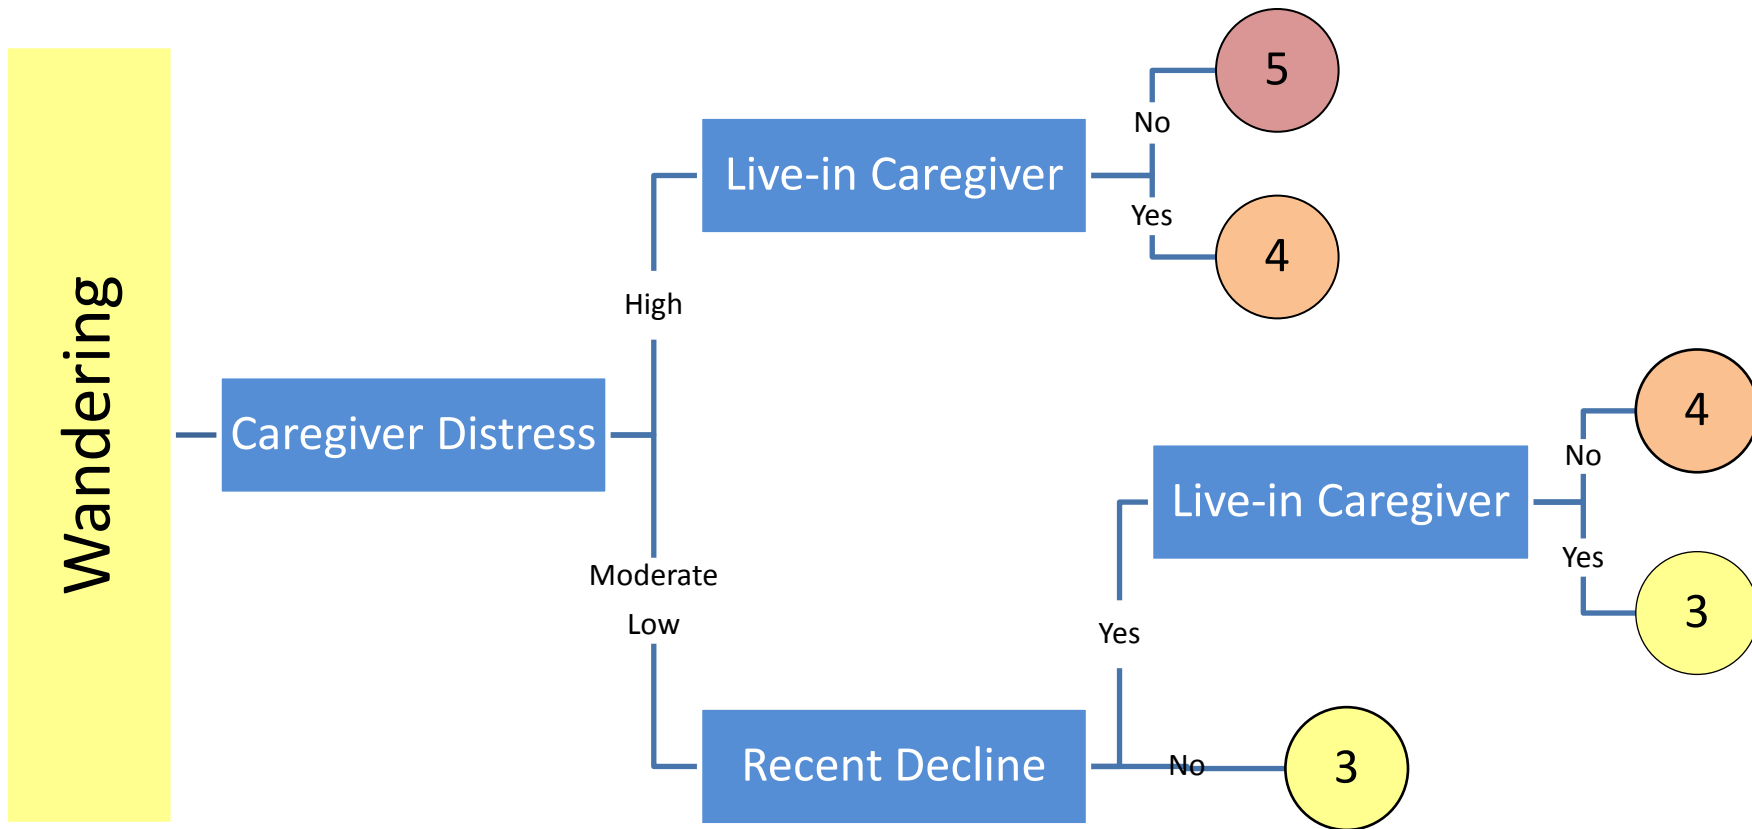 Wandering
Caregiver Distress
High
Moderate
Low
Live-in Caregiver
No
5
Yes
4
Recent Decline
Yes
Live-in Caregiver
No
4
Yes
3
No
3